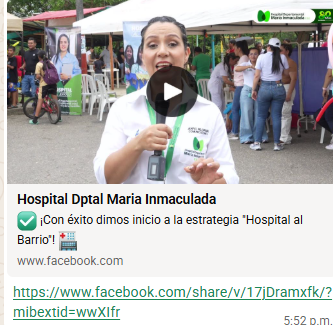 Hospital Departamental
María Inmaculada
Hospital Dptal Maria Inmaculada
✅ ¡Con éxito dimos inicio a la estrategia "Hospital al
Barrio"! 🏥
www.facebook.com
https://www.facebook.com/share/v/17jDramxfk/?
mibextid=wwXIfr
5:52 p.m.